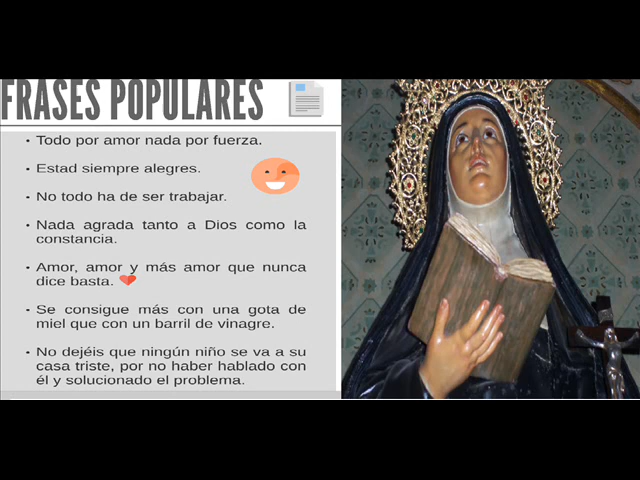 FRASES POPULARES
• Todo por amor nada por fuerza.
• Estad siempre alegres.
• No todo ha de ser trabajar.
• Nada agrada tanto a Dios como la
constancia.
• Amor, amor y más amor que nunca
dice basta.
• Se consigue más con una gota de
miel que con un barril de vinagre.
• No dejéis que ningún niño se va a su
casa triste, por no haber hablado con
él y solucionado el problema.